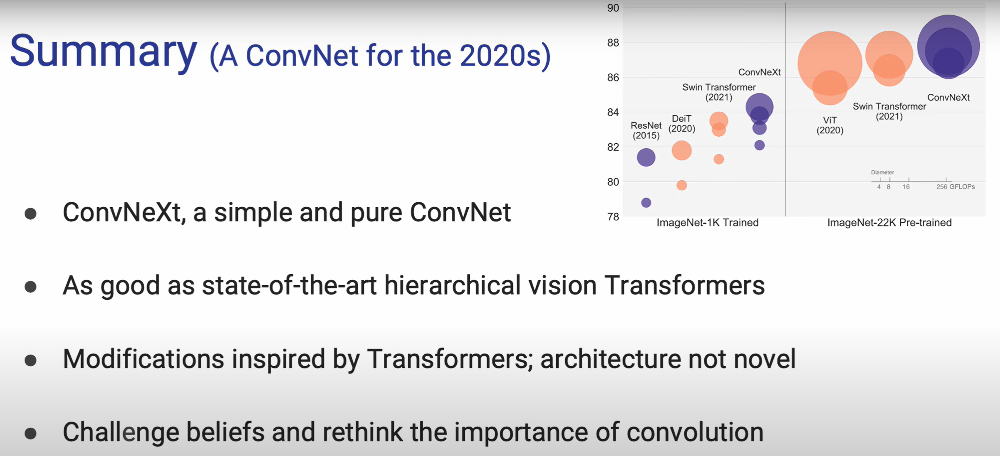 Summary (A ConvNet for the 2020s)
ConvNeXt, a simple and pure ConvNet
As good as state-of-the-art hierarchical vision Transformers
Modifications inspired by Transformers; architecture not novel
Challenge beliefs and rethink the importance of convolution
90
88
86
84
82
80
78
ResNet
(2015)
DeiT
(2020)
Swin Transformer
(2021)
ConvNeXt
ViT
(2020)
Swin Transformer
(2021)
ConvNeXt
Diameter
4 8 16 256 GFLOPs
ImageNet-1K Trained
ImageNet-22K Pre-trained